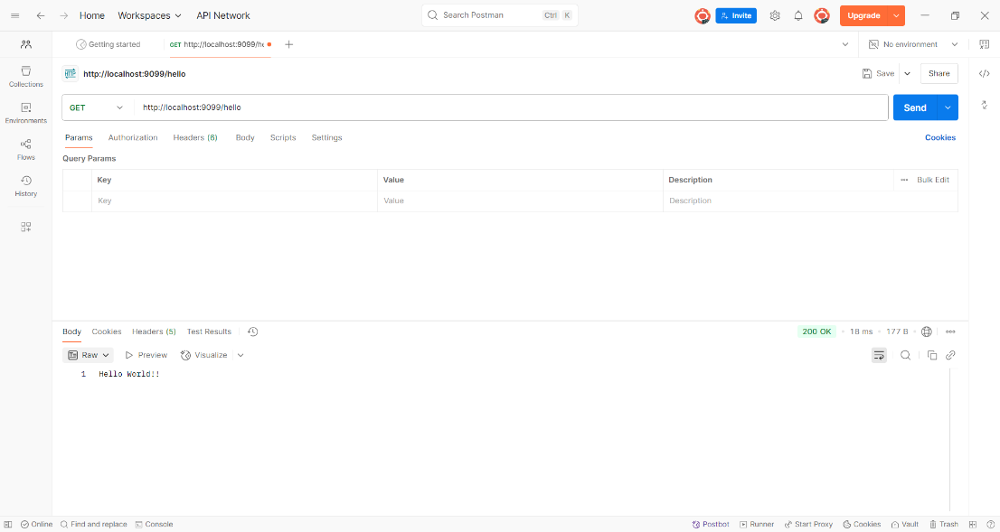 Home Workspaces API Network Search Postman Ctrl K Invite Upgrade
Getting started GET http://localhost:9099/he No environment
HTTP http://localhost:9099/hello Save Share
Collections
GET http://localhost:9099/hello Send
Environments
Params Authorization Headers (6) Body Scripts Settings Cookies
Flows
Query Params
Key Value Description Bulk Edit
History
Key Value Description
Body Cookies Headers (5) Test Results 200 OK • 18 ms • 177 B
Raw Preview Visualize
1 Hello World!!
Online Find and replace Console Postbot Runner Start Proxy Cookies Vault Trash